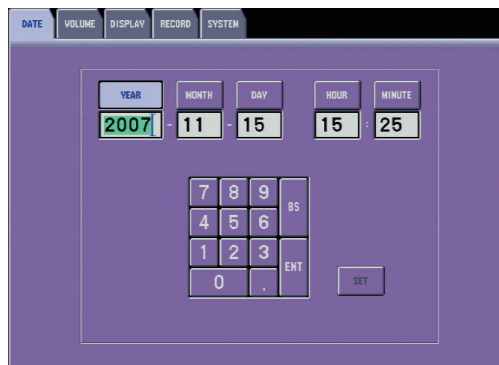 DATE VOLUME DISPLAY RECORD SYSTEM
YEAR MONTH DAY HOUR MINUTE
2007 - 11 - 15 15 : 25
7 8 9 BS
4 5 6
1 2 3 ENT
0 .
SET